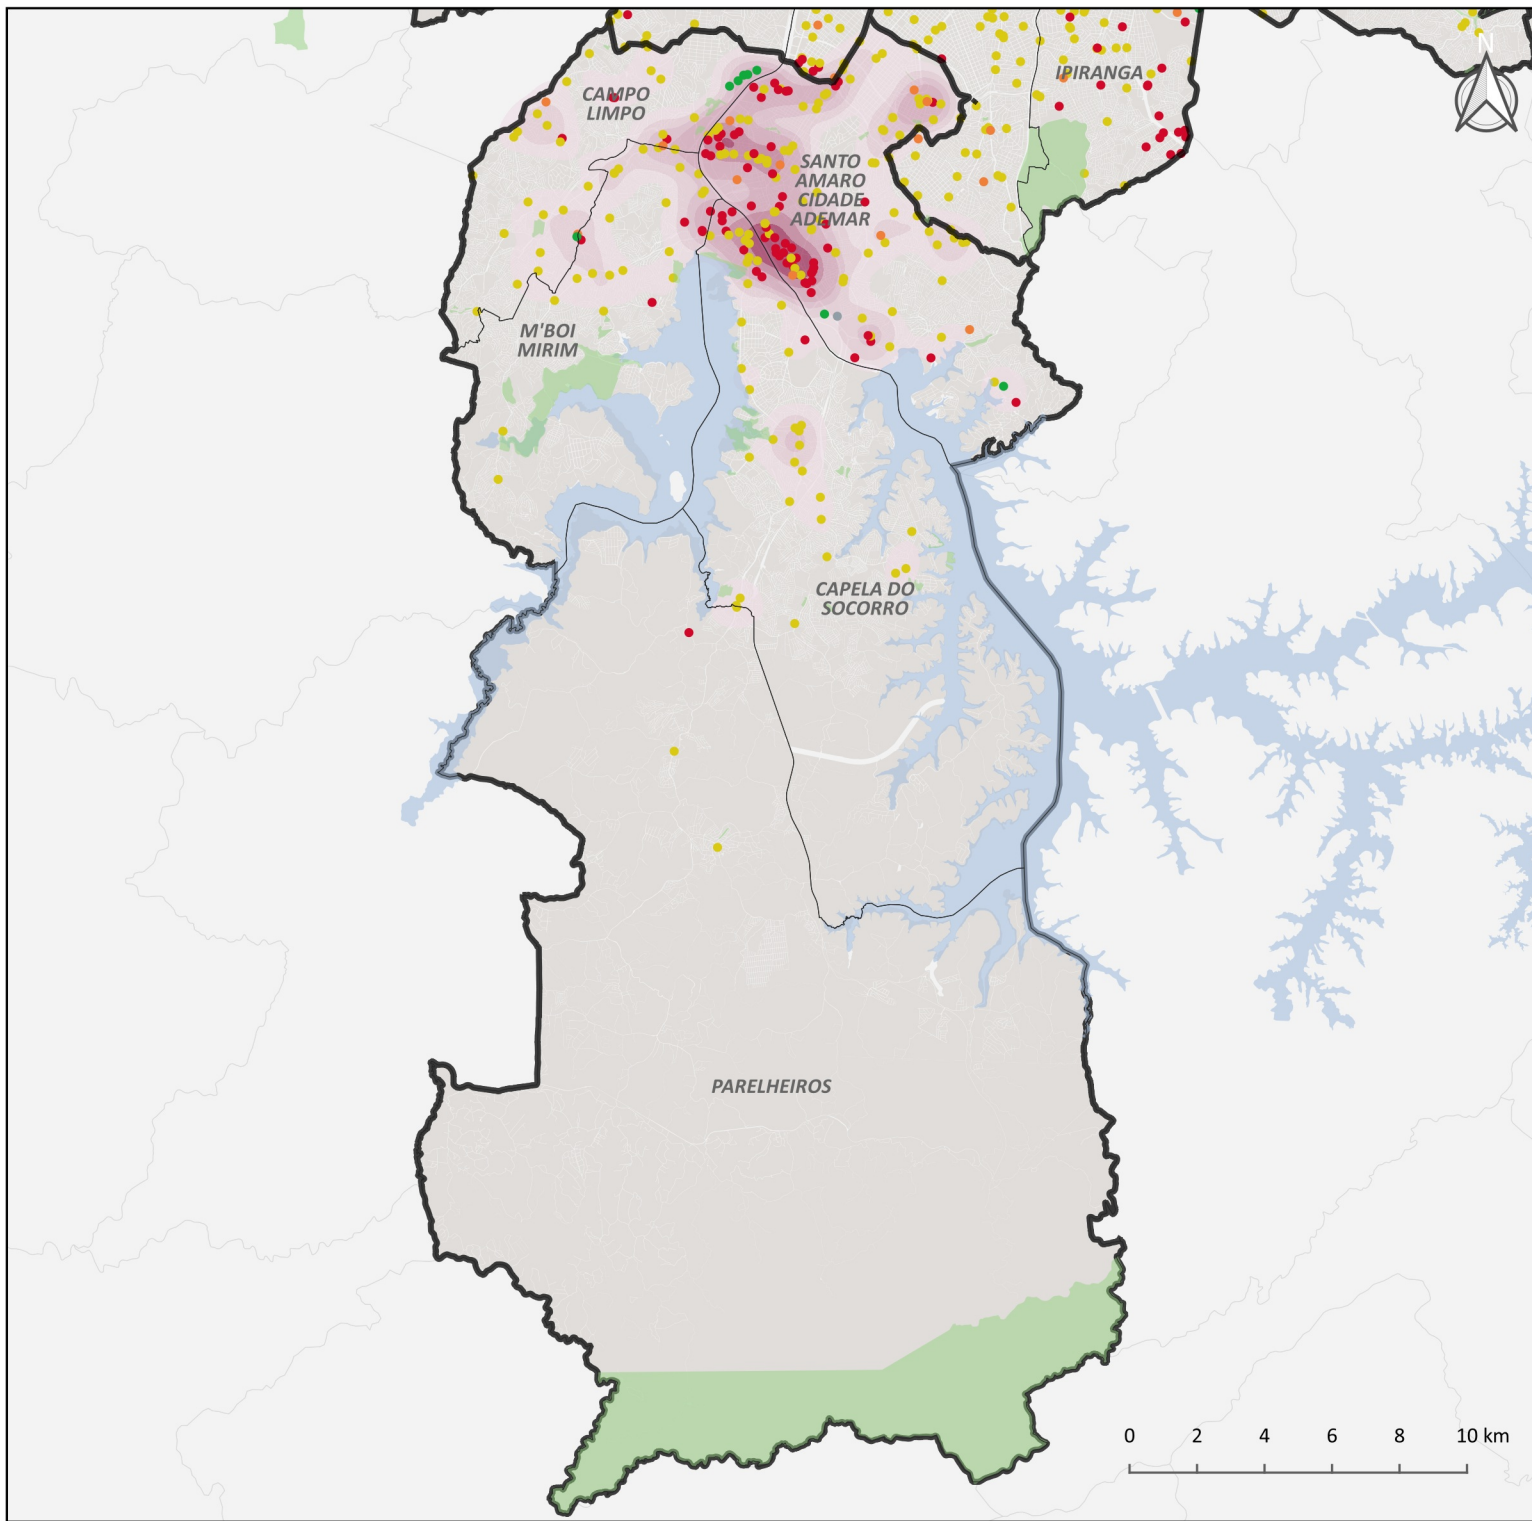 N
IPIRANGA
CAMPO
LIMPO
SANTO
AMARO
CIDADE
ADEMAR
M'BOI
MIRIM
CAPELA DO
SOCORRO
PARELHEIROS
0 2 4 6 8 10 km